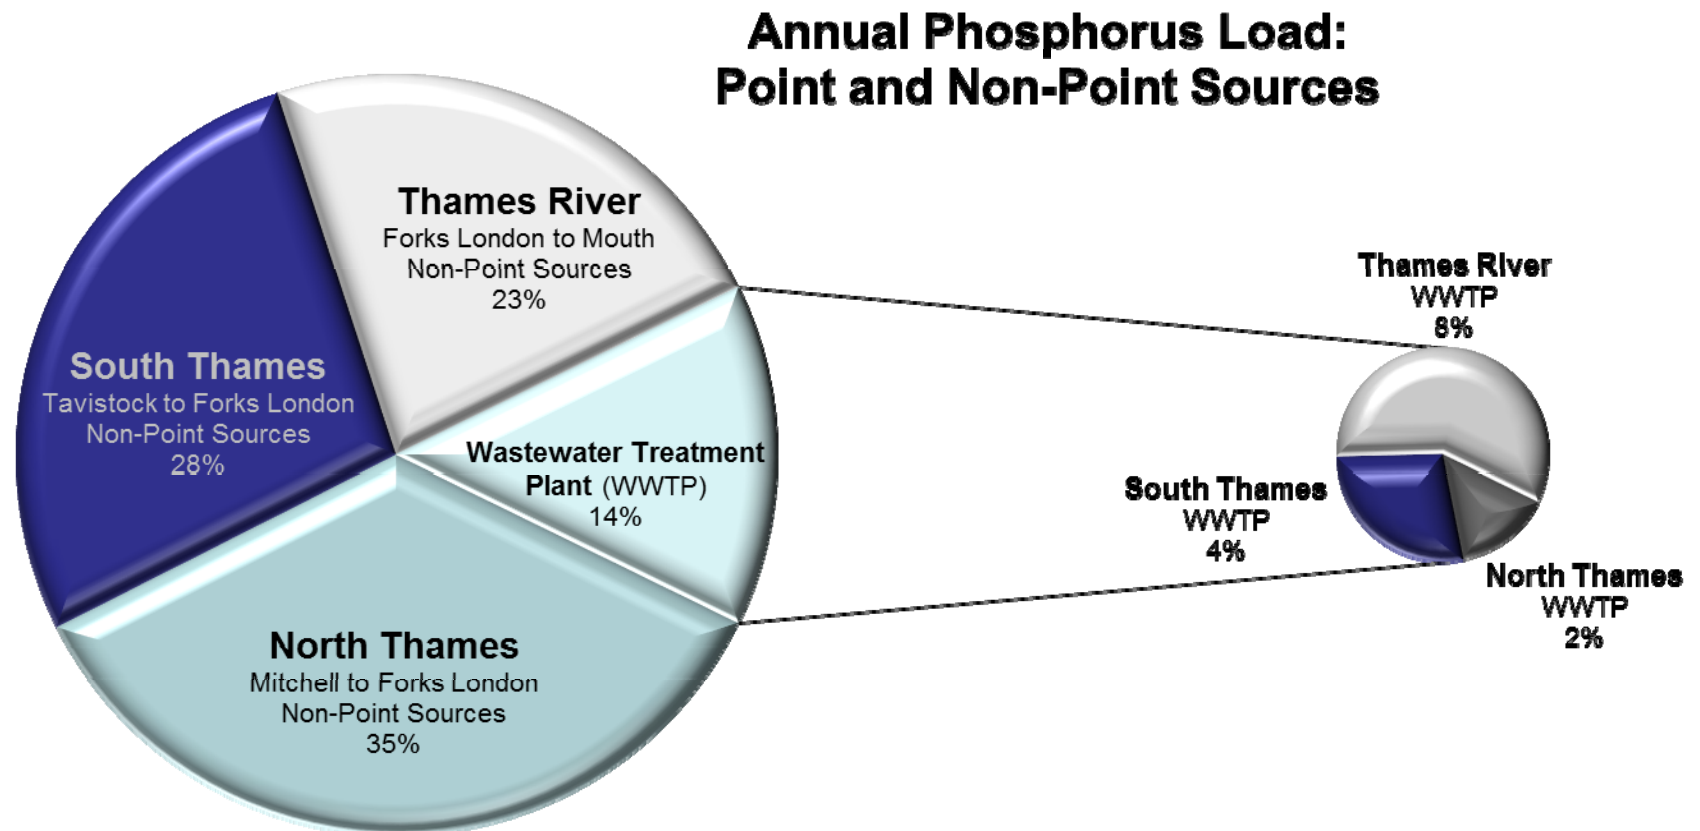 Annual Phosphorus Load:
Point and Non-Point Sources
Thames River
Forks London to Mouth
Non-Point Sources
23%
South Thames
Tavistock to Forks London
Non-Point Sources
28%
Wastewater Treatment
Plant (WWTP)
14%
North Thames
Mitchell to Forks London
Non-Point Sources
35%
Thames River
WWTP
8%
South Thames
WWTP
4%
North Thames
WWTP
2%